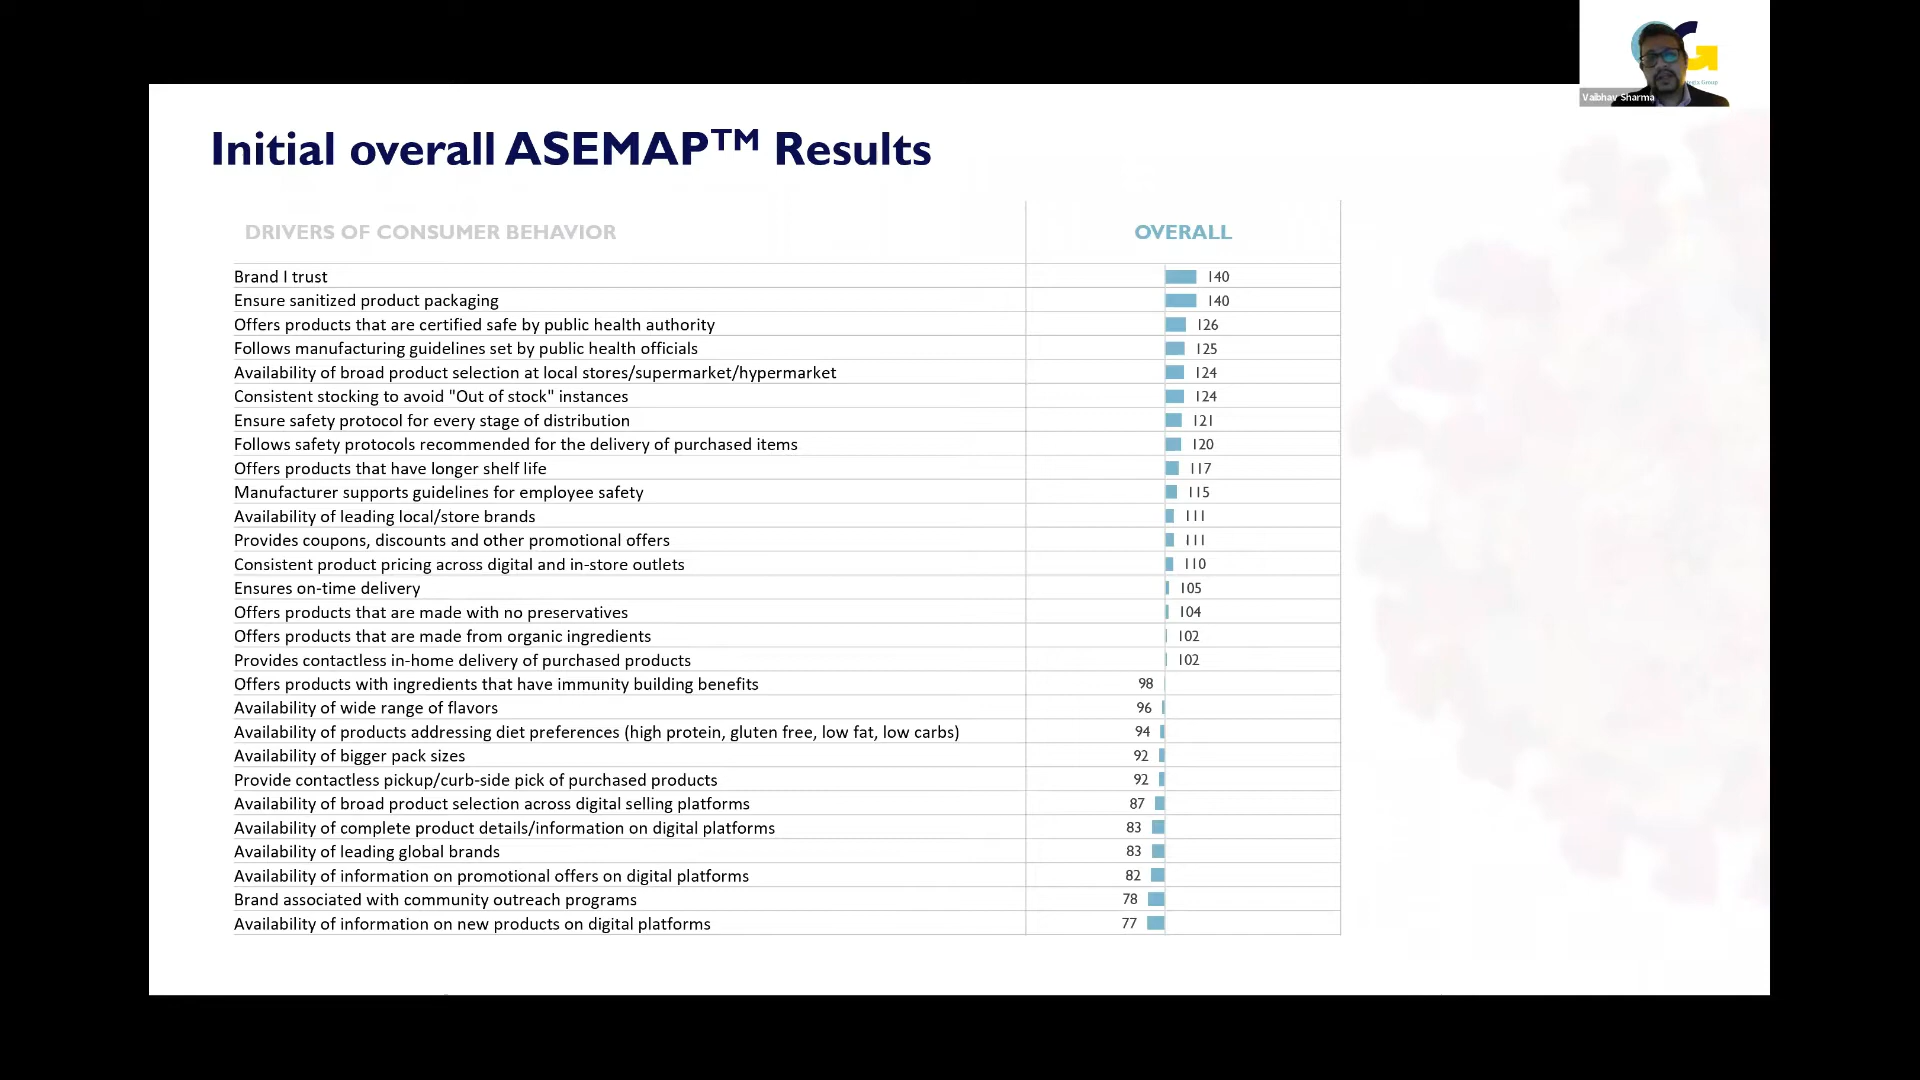 Vaibhav Sharma
Initial overall ASEMAP™ Results
DRIVERS OF CONSUMER BEHAVIOR OVERALL
Brand I trust 140
Ensure sanitized product packaging 140
Offers products that are certified safe by public health authority 126
Follows manufacturing guidelines set by public health officials 125
Availability of broad product selection at local stores/supermarket/hypermarket 124
Consistent stocking to avoid "Out of stock" instances 124
Ensure safety protocol for every stage of distribution 121
Follows safety protocols recommended for the delivery of purchased items 120
Offers products that have longer shelf life 117
Manufacturer supports guidelines for employee safety 115
Availability of leading local/store brands 111
Provides coupons, discounts and other promotional offers 111
Consistent product pricing across digital and in-store outlets 110
Ensures on-time delivery 105
Offers products that are made with no preservatives 104
Offers products that are made from organic ingredients 102
Provides contactless in-home delivery of purchased products 102
Offers products with ingredients that have immunity building benefits 98
Availability of wide range of flavors 96
Availability of products addressing diet preferences (high protein, gluten free, low fat, low carbs) 94
Availability of bigger pack sizes 92
Provide contactless pickup/curb-side pick of purchased products 92
Availability of broad product selection across digital selling platforms 87
Availability of complete product details/information on digital platforms 83
Availability of leading global brands 83
Availability of information on promotional offers on digital platforms 82
Brand associated with community outreach programs 78
Availability of information on new products on digital platforms 77